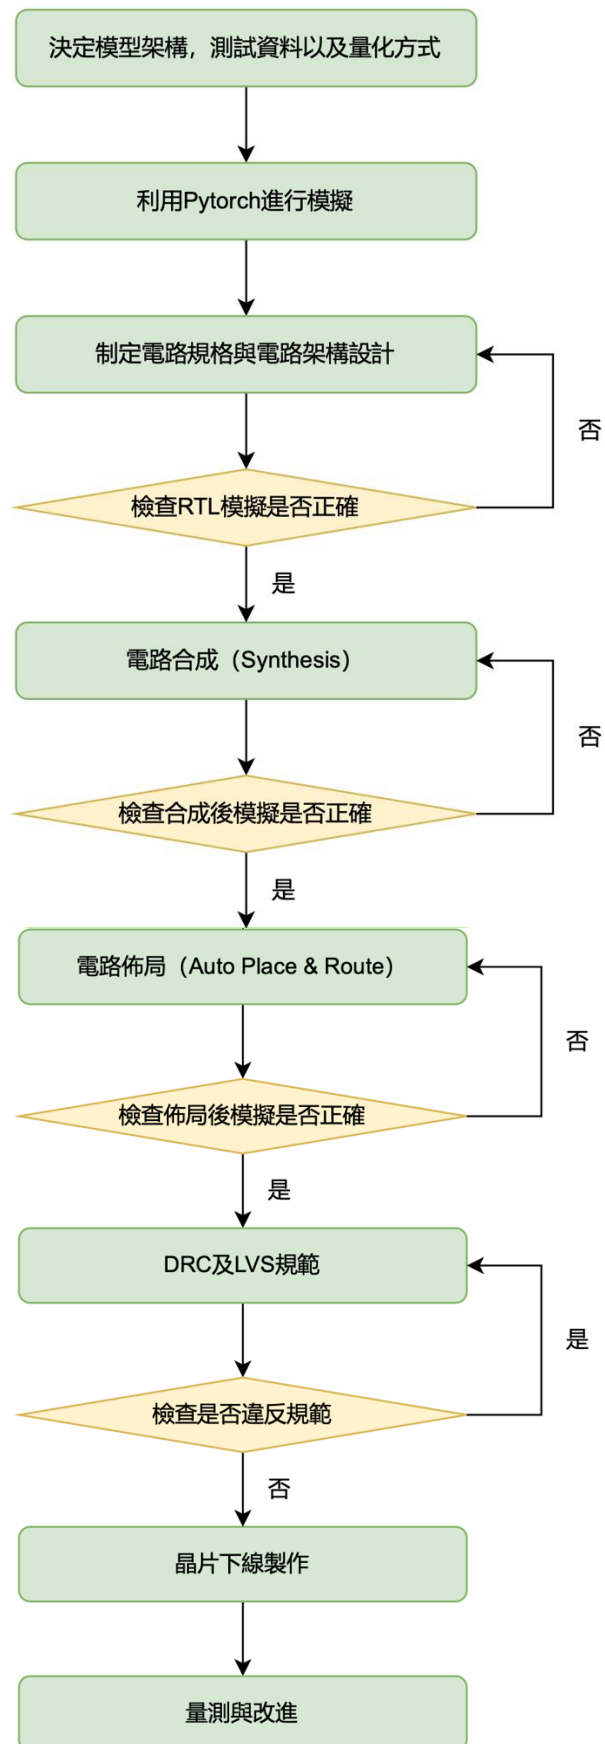 決定模型架構，測試資料以及量化方式
利用Pytorch進行模擬
制定電路規格與電路架構設計
否
檢查RTL模擬是否正確
是
電路合成（Synthesis）
否
檢查合成後模擬是否正確
是
電路佈局（Auto Place & Route）
否
檢查佈局後模擬是否正確
是
DRC及LVS規範
是
檢查是否違反規範
否
晶片下線製作
量測與改進